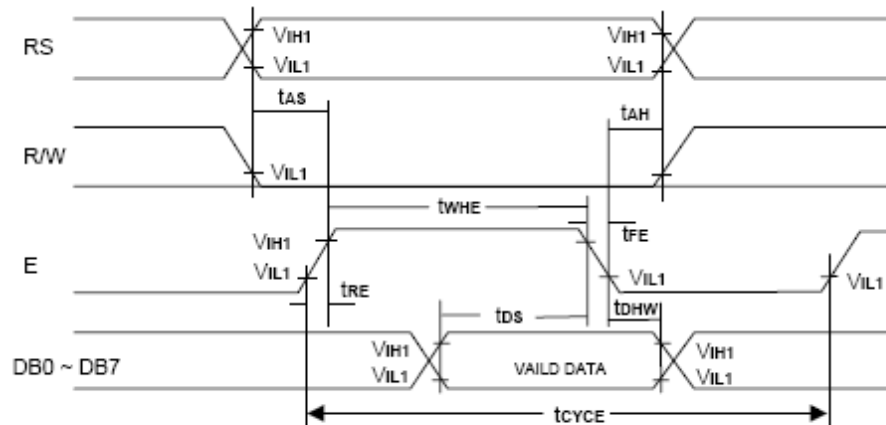 RS
VIH1
VIL1
VIH1
VIL1
tAS
tAH
R/W
VIL1
tWHE
tFE
E
VIH1
VIL1
VIL1
VIL1
tRE
tDS
tDHW
DB0 ~ DB7
VIH1
VIL1
VAILD DATA
VIH1
VIL1
tCYCE